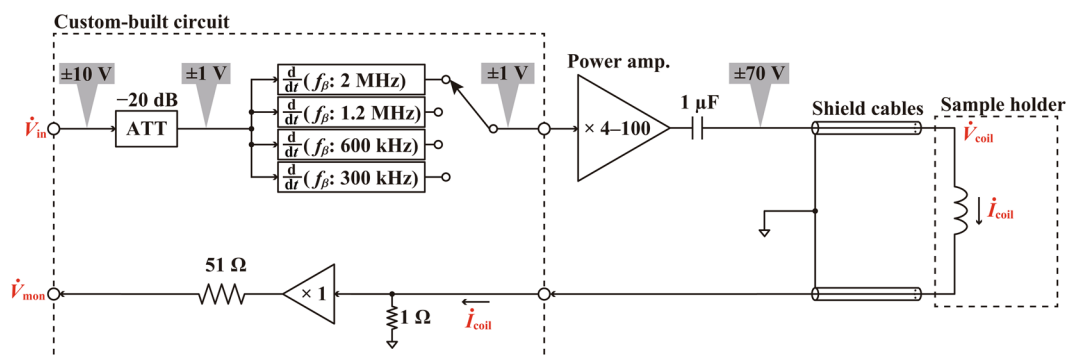 Custom-built circuit
±10 V
±1 V
−20 dB
ATT
V̇in
d/dt (fβ: 2 MHz)
d/dt (fβ: 1.2 MHz)
d/dt (fβ: 600 kHz)
d/dt (fβ: 300 kHz)
±1 V
Power amp.
× 4–100
1 μF
±70 V
Shield cables
Sample holder
V̇coil
İcoil
V̇mon
51 Ω
× 1
1 Ω
İcoil